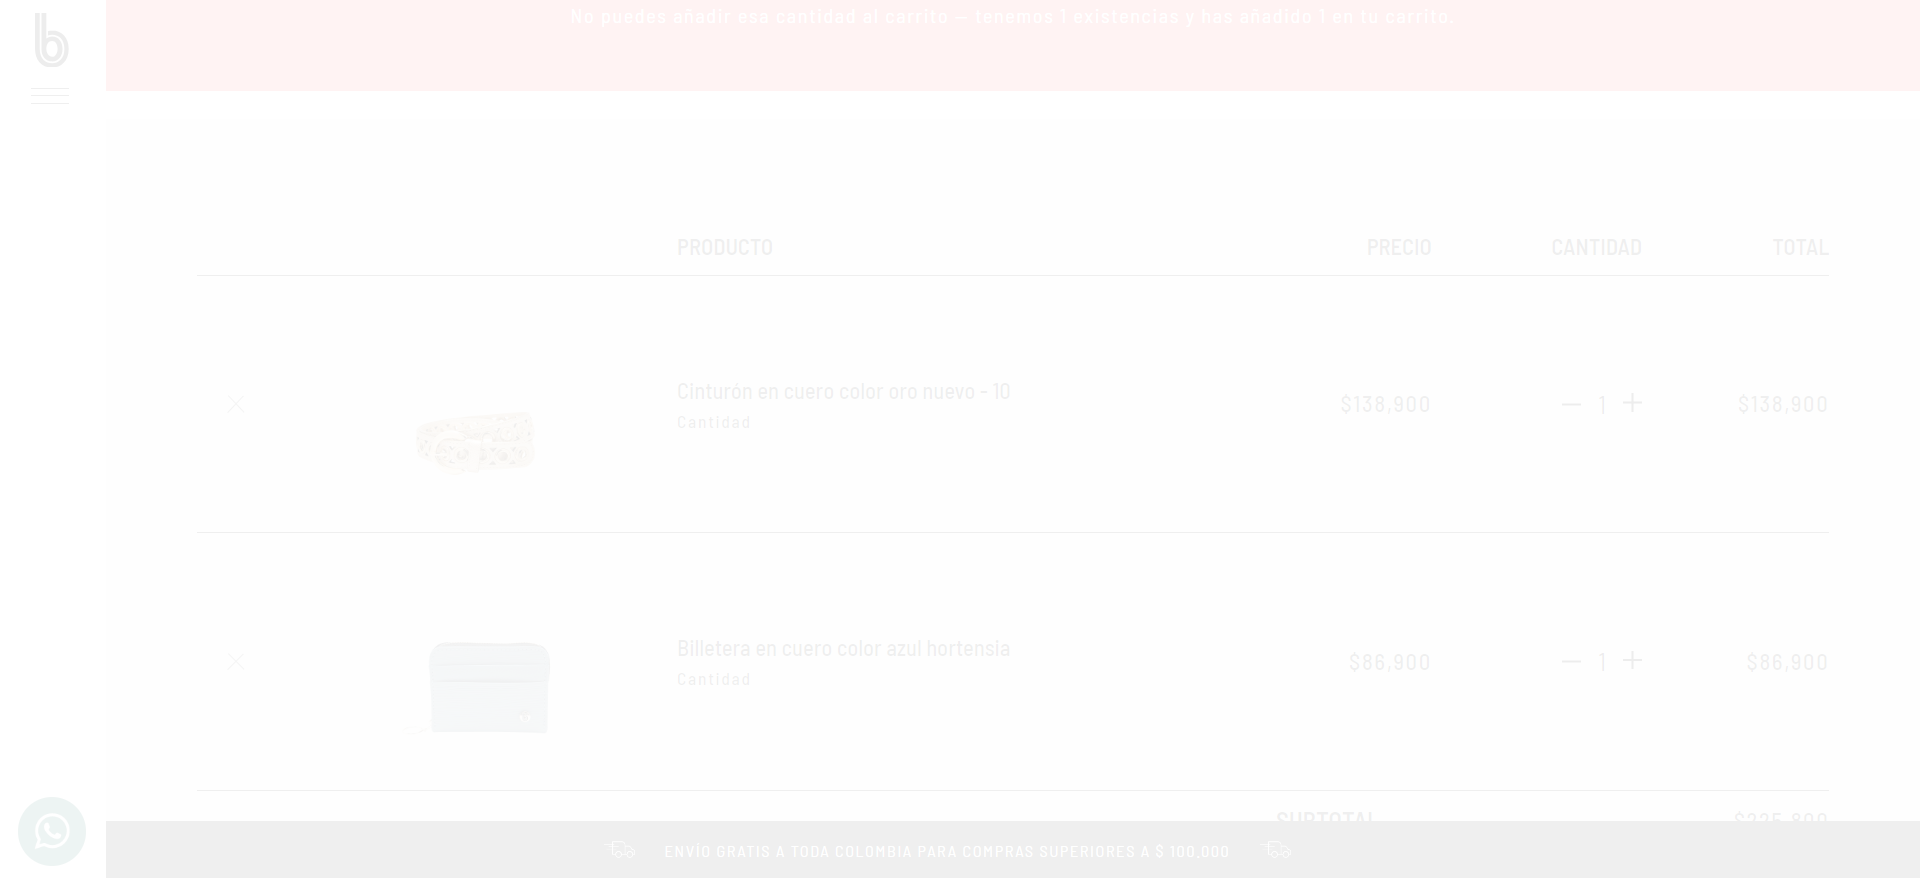 No puedes añadir esa cantidad al carrito — tenemos 1 existencias y has añadido 1 en tu carrito.
b
PRODUCTO PRECIO CANTIDAD TOTAL
Cinturón en cuero color oro nuevo - 10 $138,900 1 $138,900
Cantidad
Billetera en cuero color azul hortensia $86,900 1 $86,900
Cantidad
SUBTOTAL $225,800
ENVÍO GRATIS A TODA COLOMBIA PARA COMPRAS SUPERIORES A $ 100.000